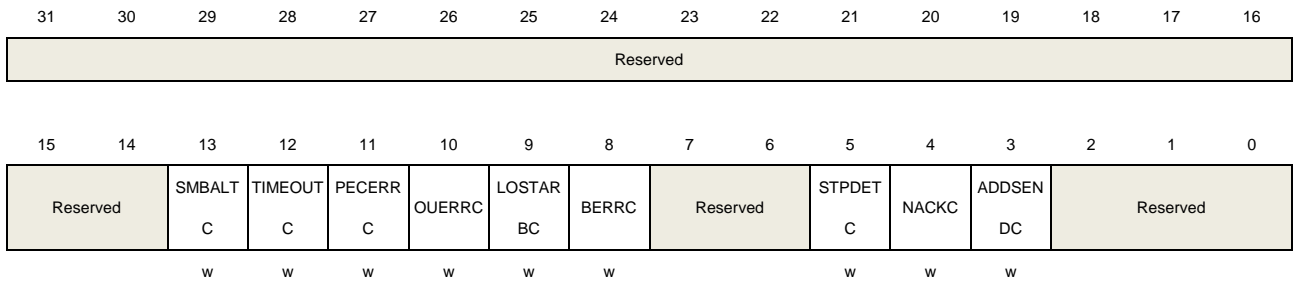 31 30 29 28 27 26 25 24 23 22 21 20 19 18 17 16
Reserved
15 14 13 12 11 10 9 8 7 6 5 4 3 2 1 0
Reserved SMBALT C TIMEOUT C PECERR C OUERRC LOSTAR BC BERRC Reserved STPDET C NACKC ADDSEN DC Reserved
w w w w w w w w w